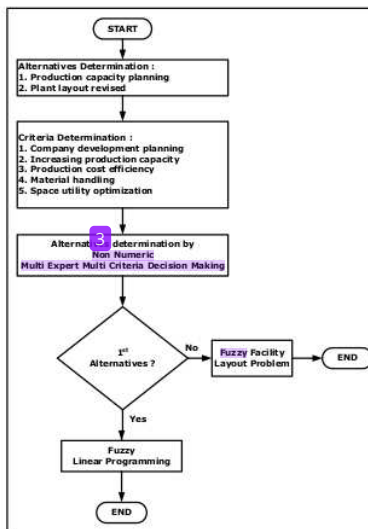 START
Alternatives Determination :
1. Production capacity planning
2. Plant layout revised
Criteria Determination :
1. Company development planning
2. Increasing production capacity
3. Production cost efficiency
4. Material handling
5. Space utility optimization
3
Alternatives determination by
Non Numeric
Multi Expert Multi Criteria Decision Making
1st
Alternatives ?
No
Fuzzy Facility
Layout Problem
END
Yes
Fuzzy
Linear Programming
END